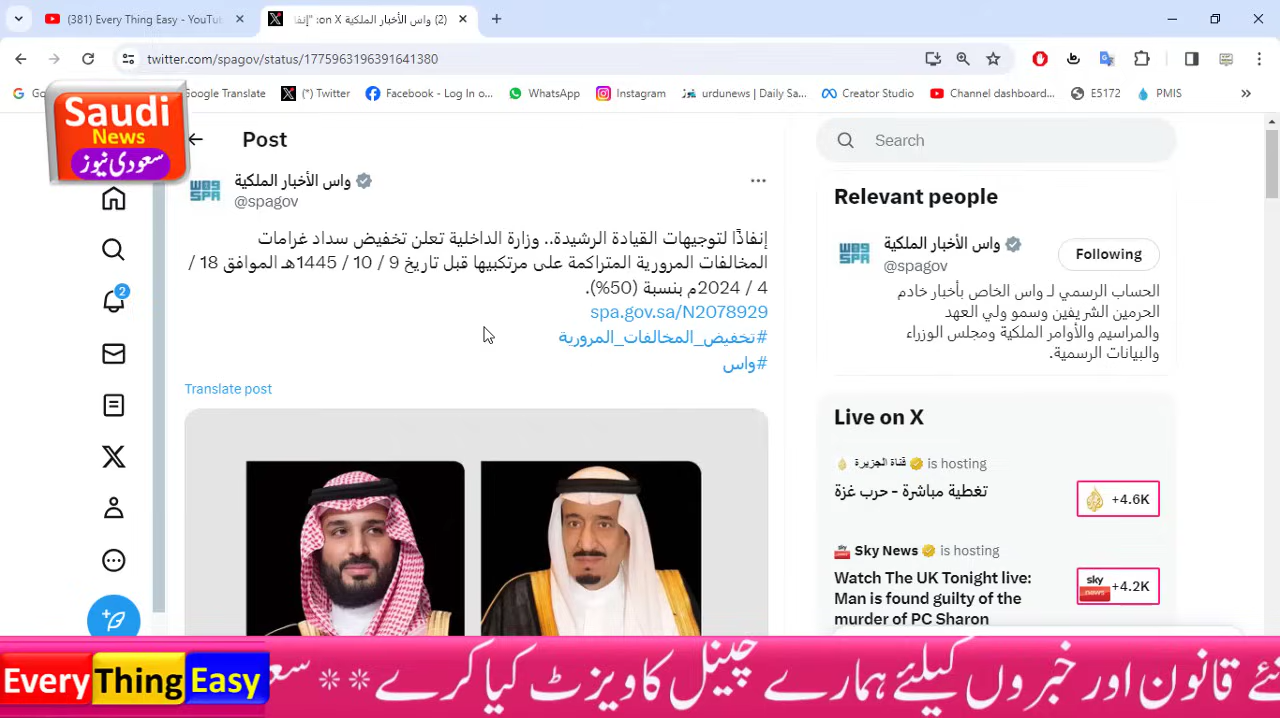 (381) Every Thing Easy - YouTu
(2) واس الأخبار الملكية on X: "إنفا
twitter.com/spagov/status/1775963196391641380
Google Translate
(*) Twitter
Facebook - Log In o...
WhatsApp
Instagram
urdunews | Daily Sa...
Creator Studio
Channel dashboard...
E5172
PMIS
Saudi
News
سعودی نیوز
Post
واس الأخبار الملكية
@spagov
إنفاذًا لتوجيهات القيادة الرشيدة.. وزارة الداخلية تعلن تخفيض سداد غرامات
المخالفات المرورية المتراكمة على مرتكبيها قبل تاريخ 9 / 10 / 1445هـ الموافق 18 /
4 / 2024م بنسبة (50%).
spa.gov.sa/N2078929
#تخفيض_المخالفات_المرورية
#واس
Translate post
2
Search
Relevant people
واس الأخبار الملكية
@spagov
Following
الحساب الرسمي لـ واس الخاص بأخبار خادم
الحرمين الشريفين وسمو ولي العهد
والمراسيم والأوامر الملكية ومجلس الوزراء
والبيانات الرسمية.
Live on X
قناة الجزيرة is hosting
تغطية مباشرة - حرب غزة
+4.6K
Sky News is hosting
Watch The UK Tonight live:
Man is found guilty of the
murder of PC Sharon
sky news
+4.2K
EveryThing Easy
ئے قانون اور خبروں کیلئے ہمارے چینل کا ویزٹ کیا کرے ** سعو